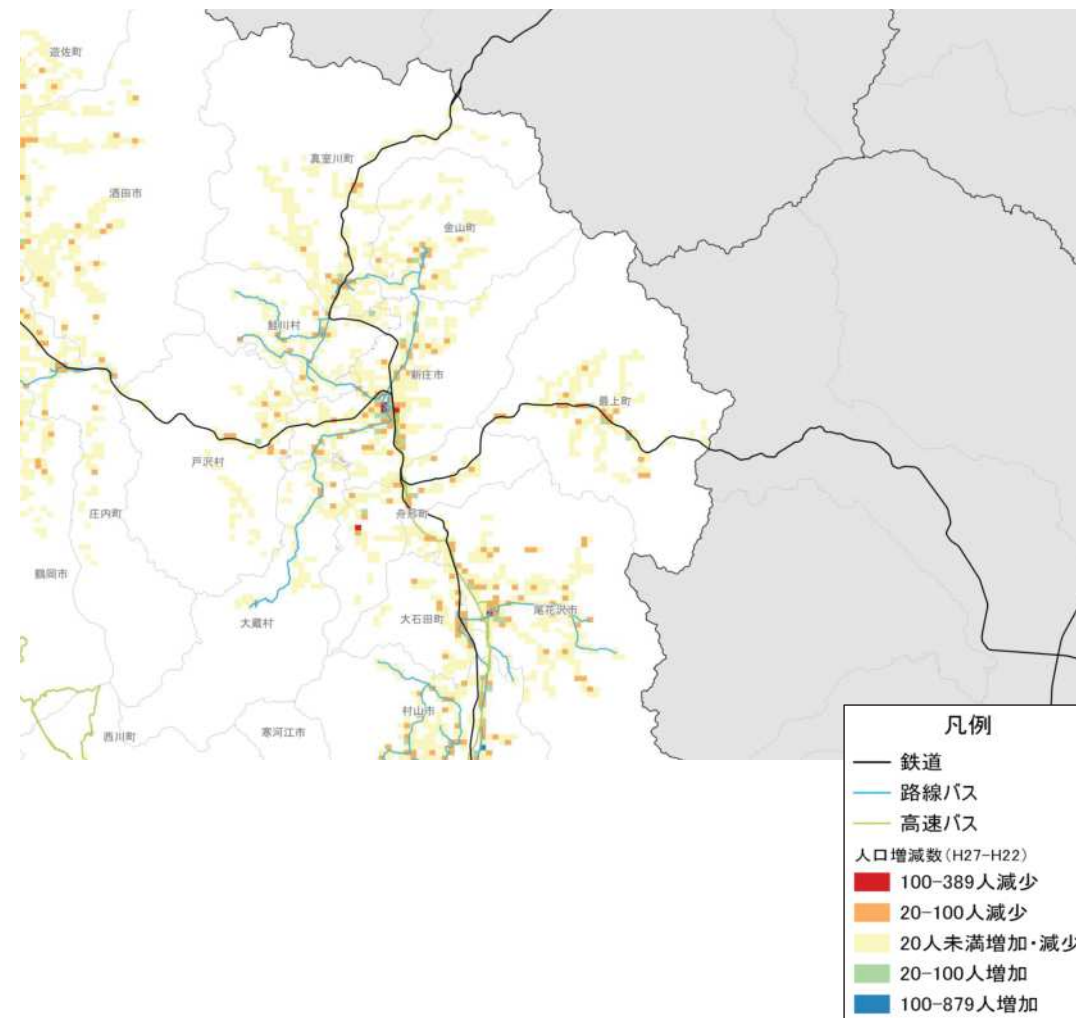 遊佐町
真室川町
酒田市
金山町
鮭川村
新庄市
最上町
戸沢村
庄内町
舟形町
鶴岡市
大石田町
尾花沢市
大蔵村
村山市
西川町
寒河江市
凡例
鉄道
路線バス
高速バス
人口増減数(H27-H22)
100-389人減少
20-100人減少
20人未満増加・減少
20-100人増加
100-879人増加